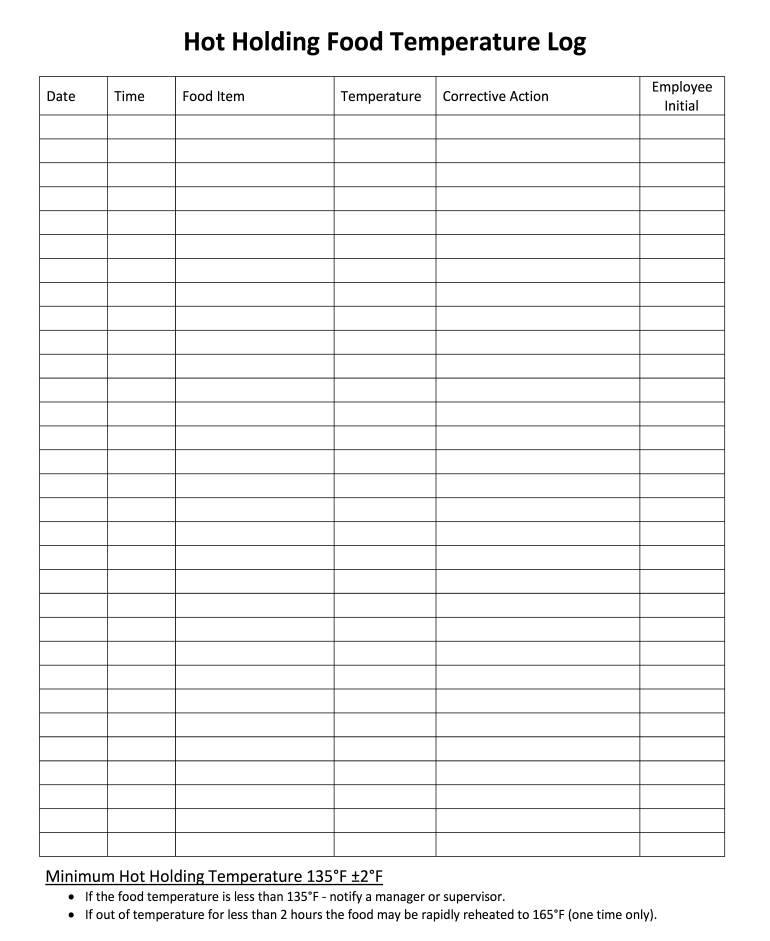 Hot Holding Food Temperature Log
Date Time Food Item Temperature Corrective Action Employee Initial
Minimum Hot Holding Temperature 135°F ±2°F
• If the food temperature is less than 135°F - notify a manager or supervisor.
• If out of temperature for less than 2 hours the food may be rapidly reheated to 165°F (one time only).